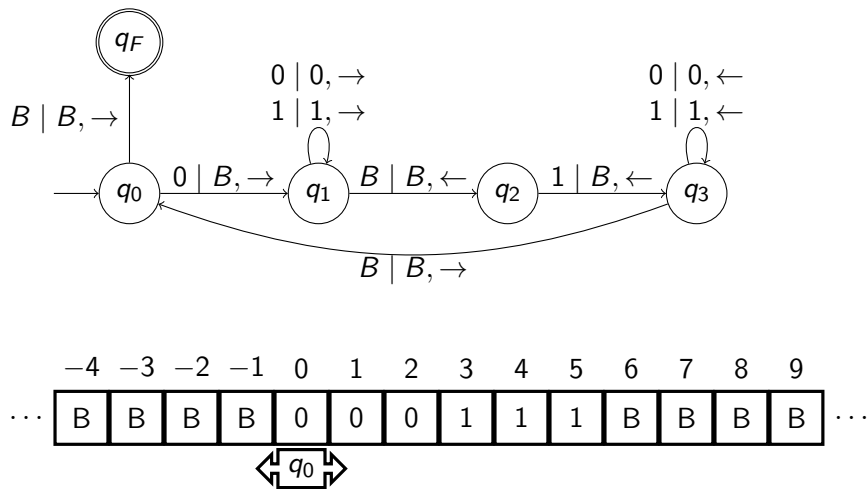 q_F
0 | 0, → 0 | 0, ←
B | B, → 1 | 1, → 1 | 1, ←
q_0 0 | B, → q_1 B | B, ← q_2 1 | B, ← q_3
B | B, →
−4 −3 −2 −1 0 1 2 3 4 5 6 7 8 9
··· B B B B 0 0 0 1 1 1 B B B B ···
q_0